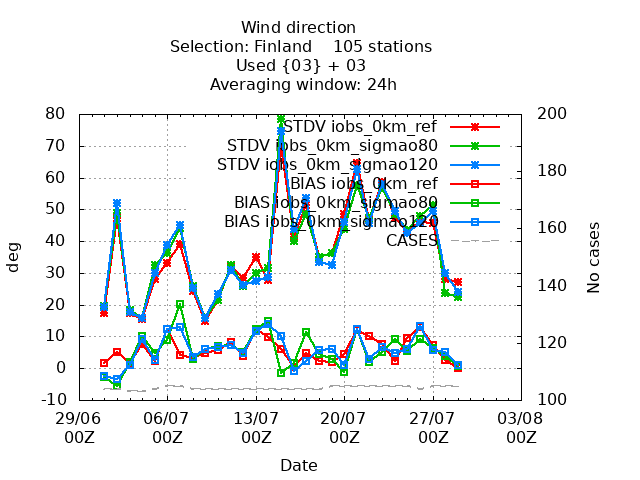 Wind direction
Selection: Finland    105 stations
Used {03} + 03
Averaging window: 24h
80
70
60
50
40
30
20
10
0
-10
deg
200
180
160
140
120
100
No cases
STDV iobs_0km_ref
STDV iobs_0km_sigmao80
STDV iobs_0km_sigmao120
BIAS iobs_0km_ref
BIAS iobs_0km_sigmao80
BIAS iobs_0km_sigmao120
CASES
29/06 06/07 13/07 20/07 27/07 03/08
00Z 00Z 00Z 00Z 00Z 00Z
Date